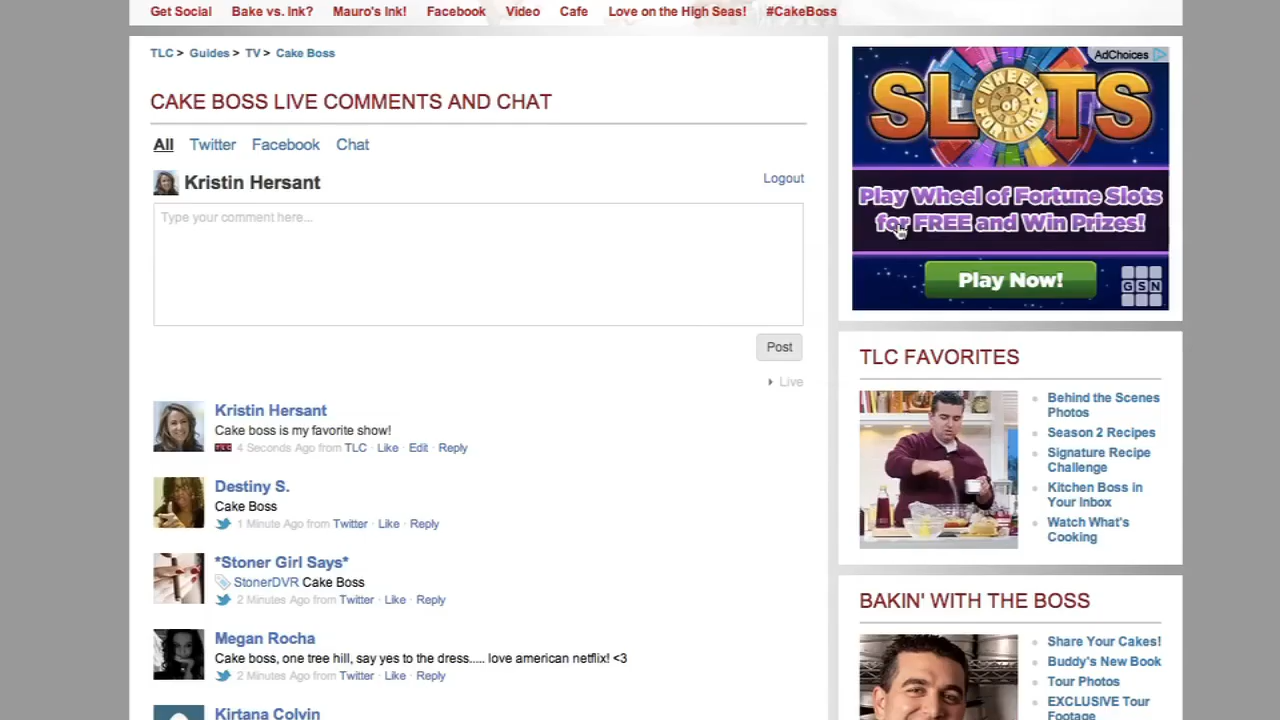 Get Social Bake vs. Ink? Mauro's Ink! Facebook Video Cafe Love on the High Seas! #CakeBoss
TLC > Guides > TV > Cake Boss
CAKE BOSS LIVE COMMENTS AND CHAT
All Twitter Facebook Chat
Kristin Hersant
Logout
Type your comment here...
Post
Live
Kristin Hersant
Cake boss is my favorite show!
TLC 4 Seconds Ago from TLC · Like · Edit · Reply
Destiny S.
Cake Boss
1 Minute Ago from Twitter · Like · Reply
*Stoner Girl Says*
StonerDVR Cake Boss
2 Minutes Ago from Twitter · Like · Reply
Megan Rocha
Cake boss, one tree hill, say yes to the dress..... love american netflix! <3
2 Minutes Ago from Twitter · Like · Reply
Kirtana Colvin
AdChoices
SLOTS
WHEEL of FORTUNE
Play Wheel of Fortune Slots
for FREE and Win Prizes!
Play Now!
GSN
TLC FAVORITES
Behind the Scenes
Photos
Season 2 Recipes
Signature Recipe
Challenge
Kitchen Boss in
Your Inbox
Watch What's
Cooking
BAKIN' WITH THE BOSS
Share Your Cakes!
Buddy's New Book
Tour Photos
EXCLUSIVE Tour
Footage